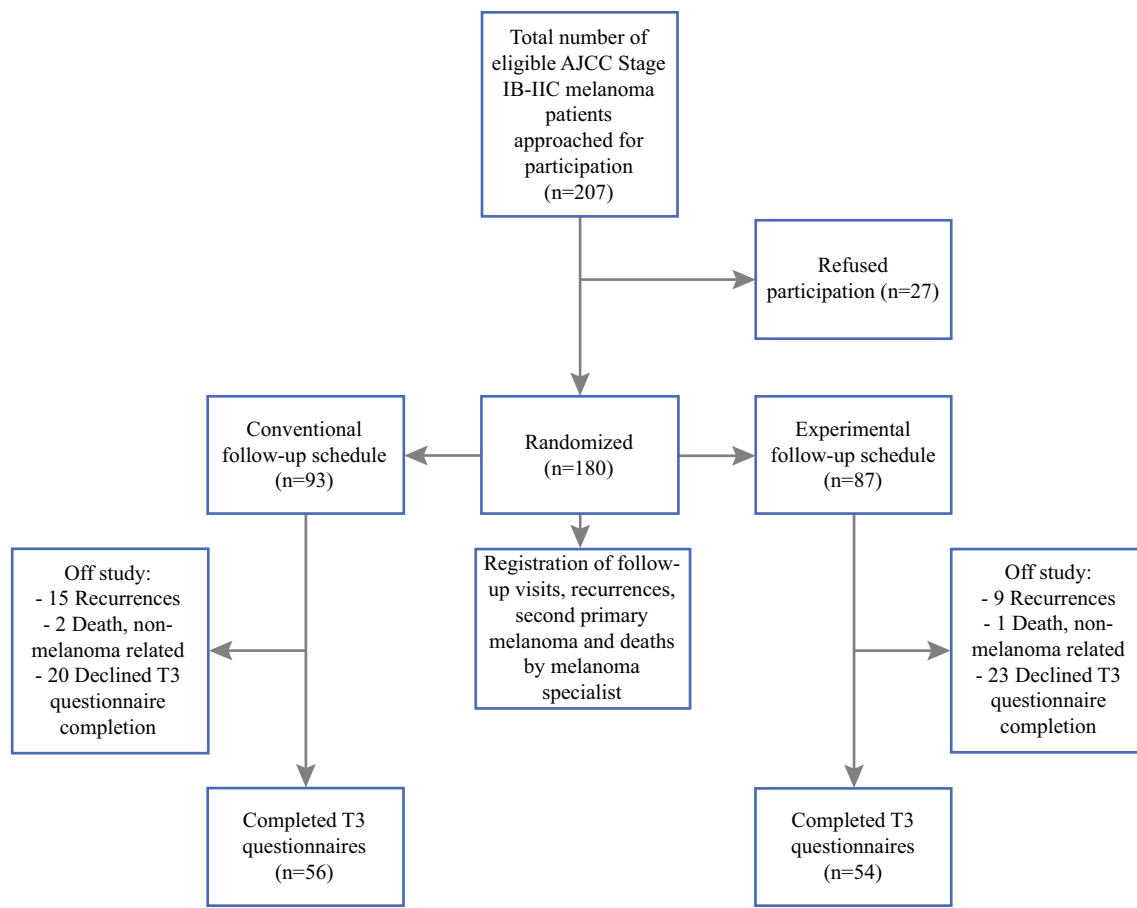 Total number of
eligible AJCC Stage
IB-IIC melanoma
patients
approached for
participation
(n=207)
Refused
participation (n=27)
Conventional
follow-up schedule
(n=93)
Randomized
(n=180)
Experimental
follow-up schedule
(n=87)
Off study:
- 15 Recurrences
- 2 Death, non-
melanoma related
- 20 Declined T3
questionnaire
completion
Registration of follow-
up visits, recurrences,
second primary
melanoma and deaths
by melanoma
specialist
Off study:
- 9 Recurrences
- 1 Death, non-
melanoma related
- 23 Declined T3
questionnaire
completion
Completed T3
questionnaires
(n=56)
Completed T3
questionnaires
(n=54)